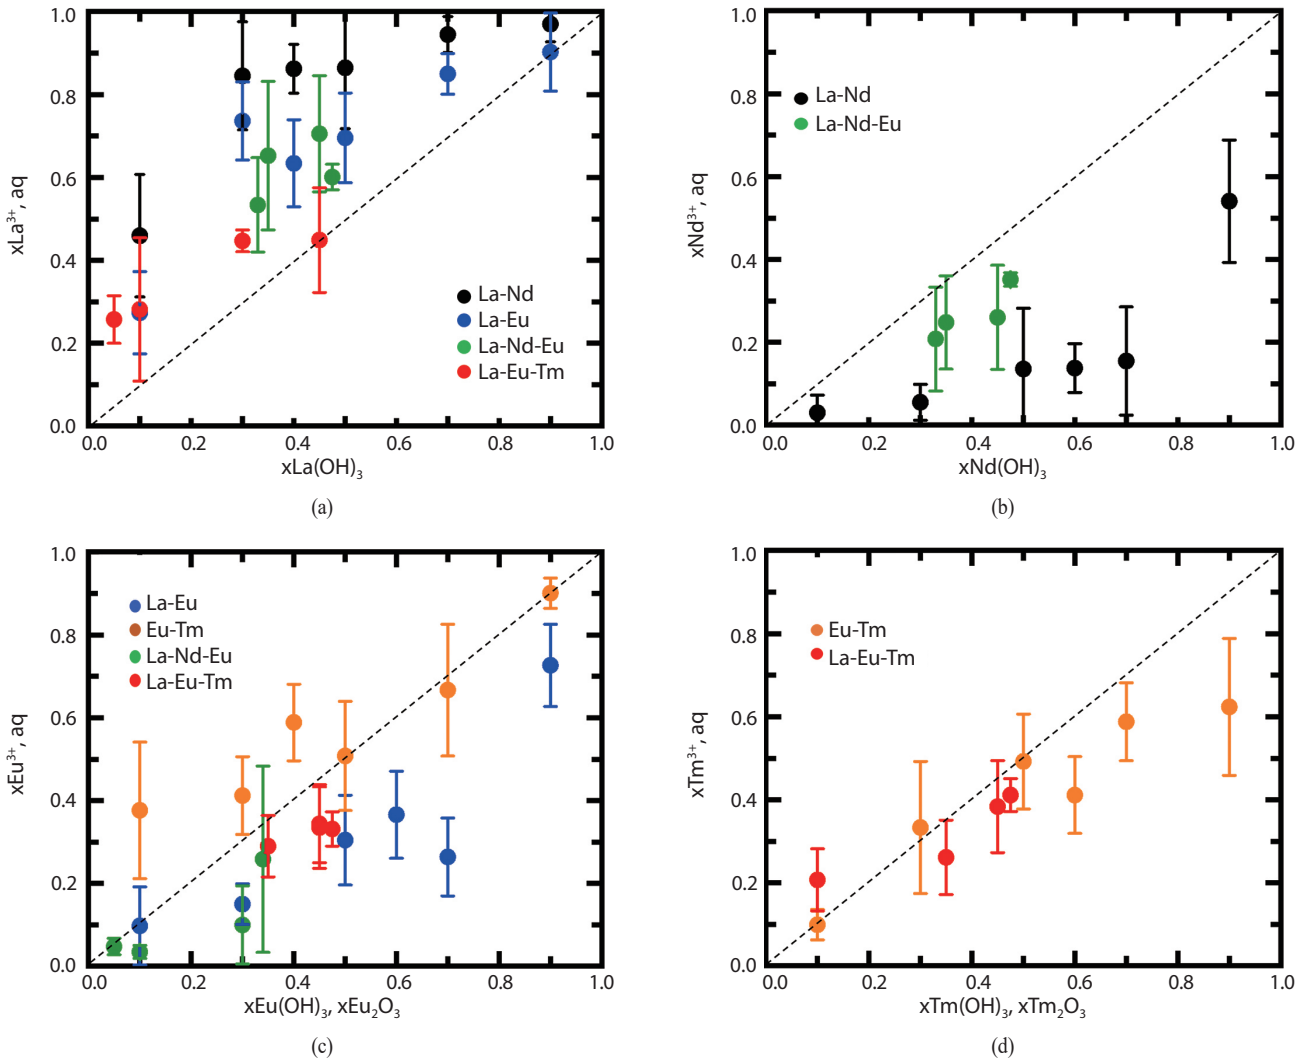 1.0
0.8
0.6
0.4
0.2
0.0
xLa³⁺, aq
La-Nd
La-Eu
La-Nd-Eu
La-Eu-Tm
0.0 0.2 0.4 0.6 0.8 1.0
xLa(OH)₃
(a)
1.0
0.8
0.6
0.4
0.2
0.0
xNd³⁺, aq
La-Nd
La-Nd-Eu
0.0 0.2 0.4 0.6 0.8 1.0
xNd(OH)₃
(b)
1.0
0.8
0.6
0.4
0.2
0.0
xEu³⁺, aq
La-Eu
Eu-Tm
La-Nd-Eu
La-Eu-Tm
0.0 0.2 0.4 0.6 0.8 1.0
xEu(OH)₃, xEu₂O₃
(c)
1.0
0.8
0.6
0.4
0.2
0.0
xTm³⁺, aq
Eu-Tm
La-Eu-Tm
0.0 0.2 0.4 0.6 0.8 1.0
xTm(OH)₃, xTm₂O₃
(d)